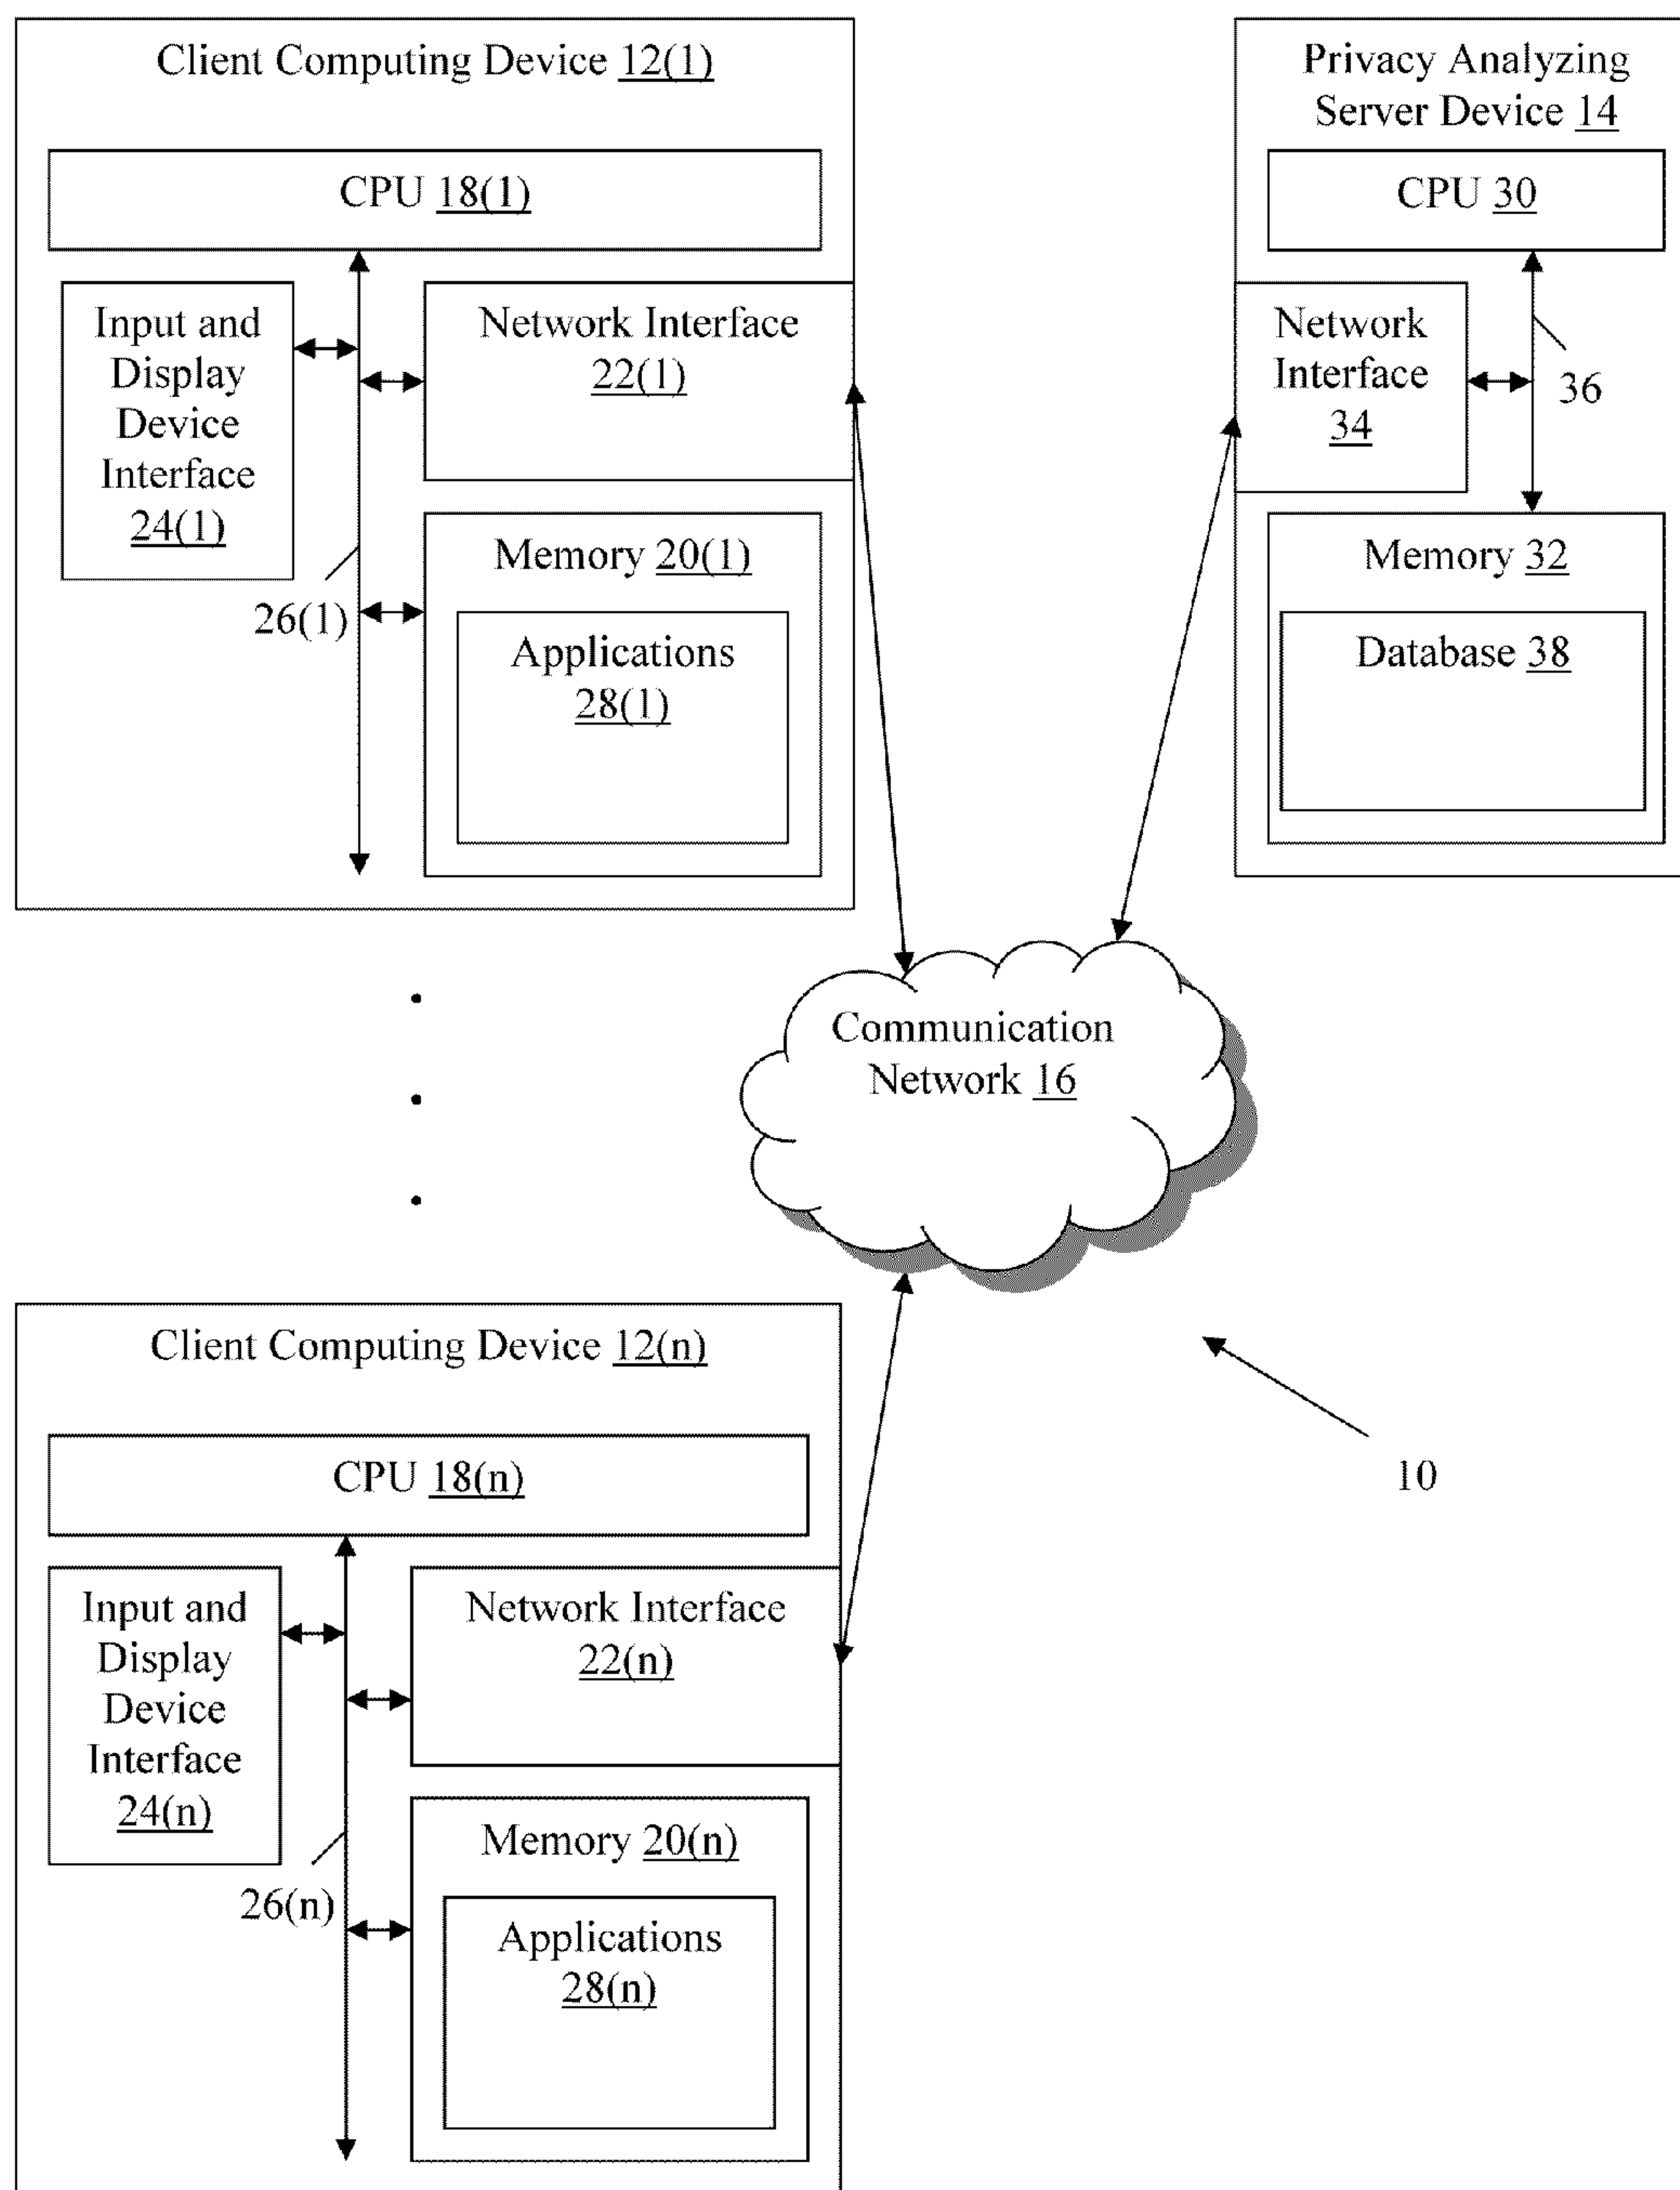 Client Computing Device 12(1)
CPU 18(1)
Input and
Display
Device
Interface
24(1)
26(1)
Network Interface
22(1)
Memory 20(1)
Applications
28(1)
Privacy Analyzing
Server Device 14
CPU 30
Network
Interface
34
36
Memory 32
Database 38
Communication
Network 16
10
Client Computing Device 12(n)
CPU 18(n)
Input and
Display
Device
Interface
24(n)
26(n)
Network Interface
22(n)
Memory 20(n)
Applications
28(n)